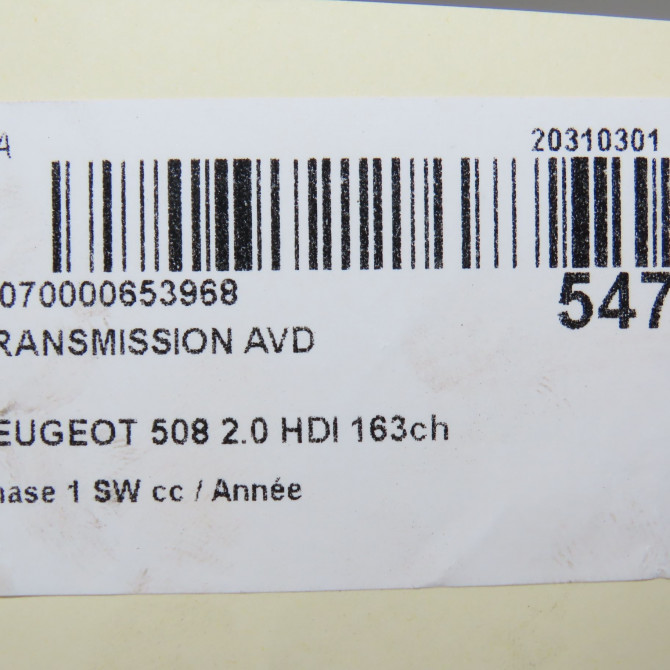 20310301
070000653968
547
RANSMISSION AVD
EUGEOT 508 2.0 HDI 163ch
hase 1 SW cc / Année